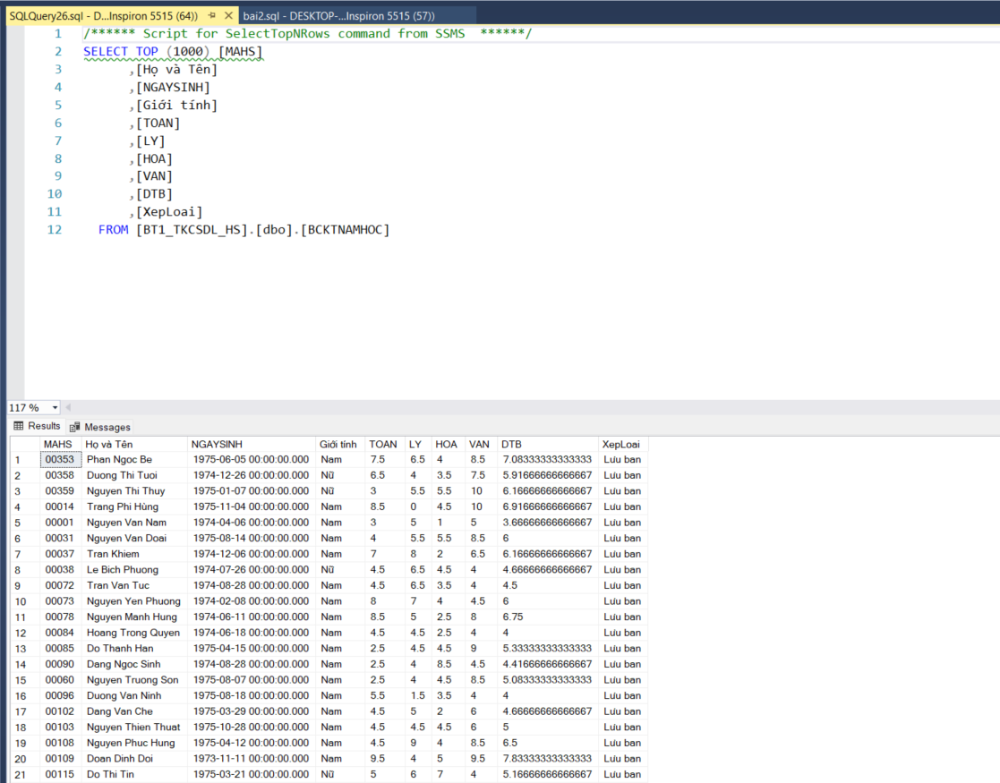 SQLQuery26.sql - D...Inspiron 5515 (64)) bai2.sql - DESKTOP-...Inspiron 5515 (57))
1 /****** Script for SelectTopNRows command from SSMS ******/
2 SELECT TOP (1000) [MAHS]
3 ,[Họ và Tên]
4 ,[NGAYSINH]
5 ,[Giới tính]
6 ,[TOAN]
7 ,[LY]
8 ,[HOA]
9 ,[VAN]
10 ,[DTB]
11 ,[XepLoai]
12 FROM [BT1_TKCSDL_HS].[dbo].[BCKTNAMHOC]
117 %
Results Messages
MAHS Họ và Tên NGAYSINH Giới tính TOAN LY HOA VAN DTB XepLoai
1 00353 Phan Ngoc Be 1975-06-05 00:00:00.000 Nam 7.5 6.5 4 8.5 7.08333333333333 Lưu ban
2 00358 Duong Thi Tuoi 1974-12-26 00:00:00.000 Nữ 6.5 4 3.5 7.5 5.91666666666667 Lưu ban
3 00359 Nguyen Thi Thuy 1975-01-07 00:00:00.000 Nữ 3 5.5 5.5 10 6.16666666666667 Lưu ban
4 00014 Trang Phi Hùng 1975-11-04 00:00:00.000 Nam 8.5 0 4.5 10 6.91666666666667 Lưu ban
5 00001 Nguyen Van Nam 1974-04-06 00:00:00.000 Nam 3 5 1 5 3.66666666666667 Lưu ban
6 00031 Nguyen Van Doai 1975-08-14 00:00:00.000 Nam 4 5.5 5.5 8.5 6 Lưu ban
7 00037 Tran Khiem 1974-12-06 00:00:00.000 Nam 7 8 2 6.5 6.16666666666667 Lưu ban
8 00038 Le Bich Phuong 1974-07-26 00:00:00.000 Nữ 4.5 6.5 4.5 4 4.66666666666667 Lưu ban
9 00072 Tran Van Tuc 1974-08-28 00:00:00.000 Nam 4.5 6.5 3.5 4 4.5 Lưu ban
10 00073 Nguyen Yen Phuong 1974-02-08 00:00:00.000 Nam 8 7 4 4.5 6 Lưu ban
11 00078 Nguyen Manh Hung 1974-06-11 00:00:00.000 Nam 8.5 5 2.5 8 6.75 Lưu ban
12 00084 Hoang Trong Quyen 1974-06-18 00:00:00.000 Nam 4.5 4.5 2.5 4 4 Lưu ban
13 00085 Do Thanh Han 1975-04-15 00:00:00.000 Nam 2.5 4.5 4.5 9 5.33333333333333 Lưu ban
14 00090 Dang Ngoc Sinh 1974-08-28 00:00:00.000 Nam 2.5 4 8.5 4.5 4.41666666666667 Lưu ban
15 00060 Nguyen Truong Son 1975-08-07 00:00:00.000 Nam 2.5 4 4.5 8.5 5.08333333333333 Lưu ban
16 00096 Duong Van Ninh 1975-08-18 00:00:00.000 Nam 5.5 1.5 3.5 4 4 Lưu ban
17 00102 Dang Van Che 1975-03-29 00:00:00.000 Nam 4.5 5 2 6 4.66666666666667 Lưu ban
18 00103 Nguyen Thien Thuat 1975-10-28 00:00:00.000 Nam 4.5 4.5 4.5 6 5 Lưu ban
19 00108 Nguyen Phuc Hung 1975-04-12 00:00:00.000 Nam 4.5 9 4 8.5 6.5 Lưu ban
20 00109 Doan Dinh Doi 1973-11-11 00:00:00.000 Nam 9.5 4 5 9.5 7.83333333333333 Lưu ban
21 00115 Do Thi Tin 1975-03-21 00:00:00.000 Nữ 5 6 7 4 5.16666666666667 Lưu ban